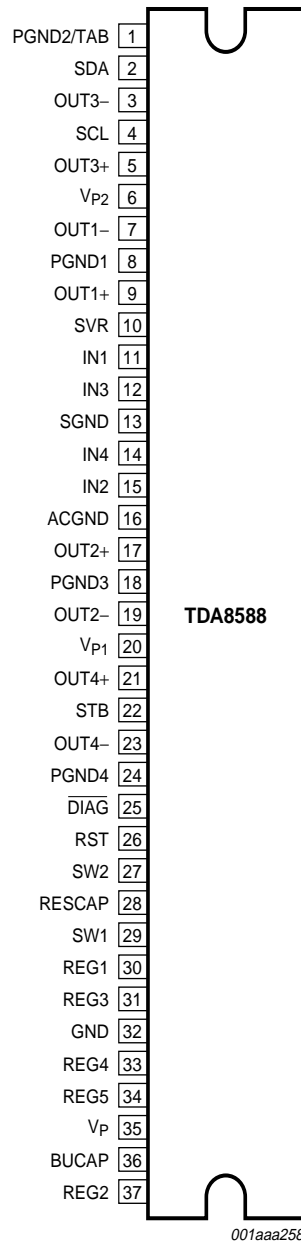 PGND2/TAB 1
SDA 2
OUT3− 3
SCL 4
OUT3+ 5
VP2 6
OUT1− 7
PGND1 8
OUT1+ 9
SVR 10
IN1 11
IN3 12
SGND 13
IN4 14
IN2 15
ACGND 16
OUT2+ 17
PGND3 18
OUT2− 19
TDA8588
VP1 20
OUT4+ 21
STB 22
OUT4− 23
PGND4 24
DIAG 25
RST 26
SW2 27
RESCAP 28
SW1 29
REG1 30
REG3 31
GND 32
REG4 33
REG5 34
VP 35
BUCAP 36
REG2 37
001aaa258